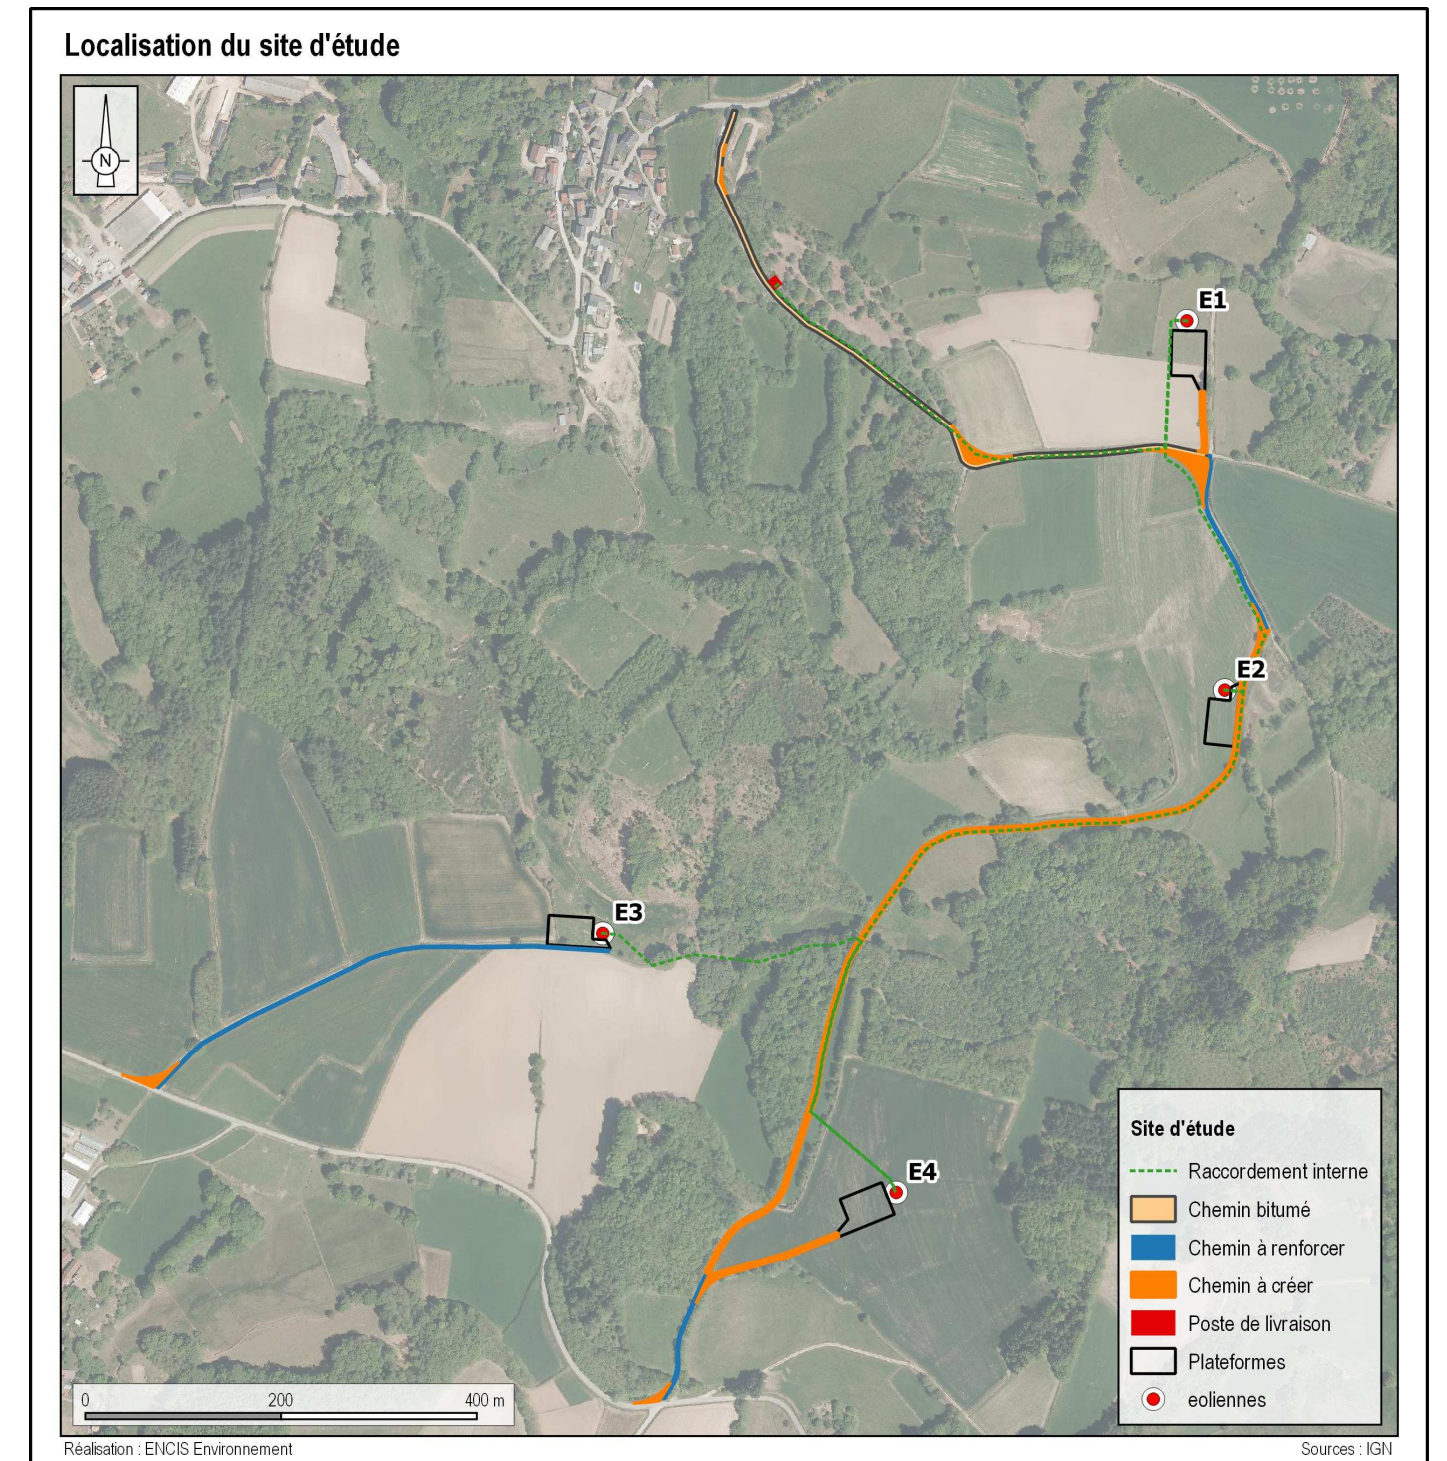 Localisation du site d'étude
N
E1
E2
E3
E4
Site d'étude
Raccordement interne
Chemin bitumé
Chemin à renforcer
Chemin à créer
Poste de livraison
Plateformes
eoliennes
0 200 400 m
Réalisation : ENCIS Environnement
Sources : IGN